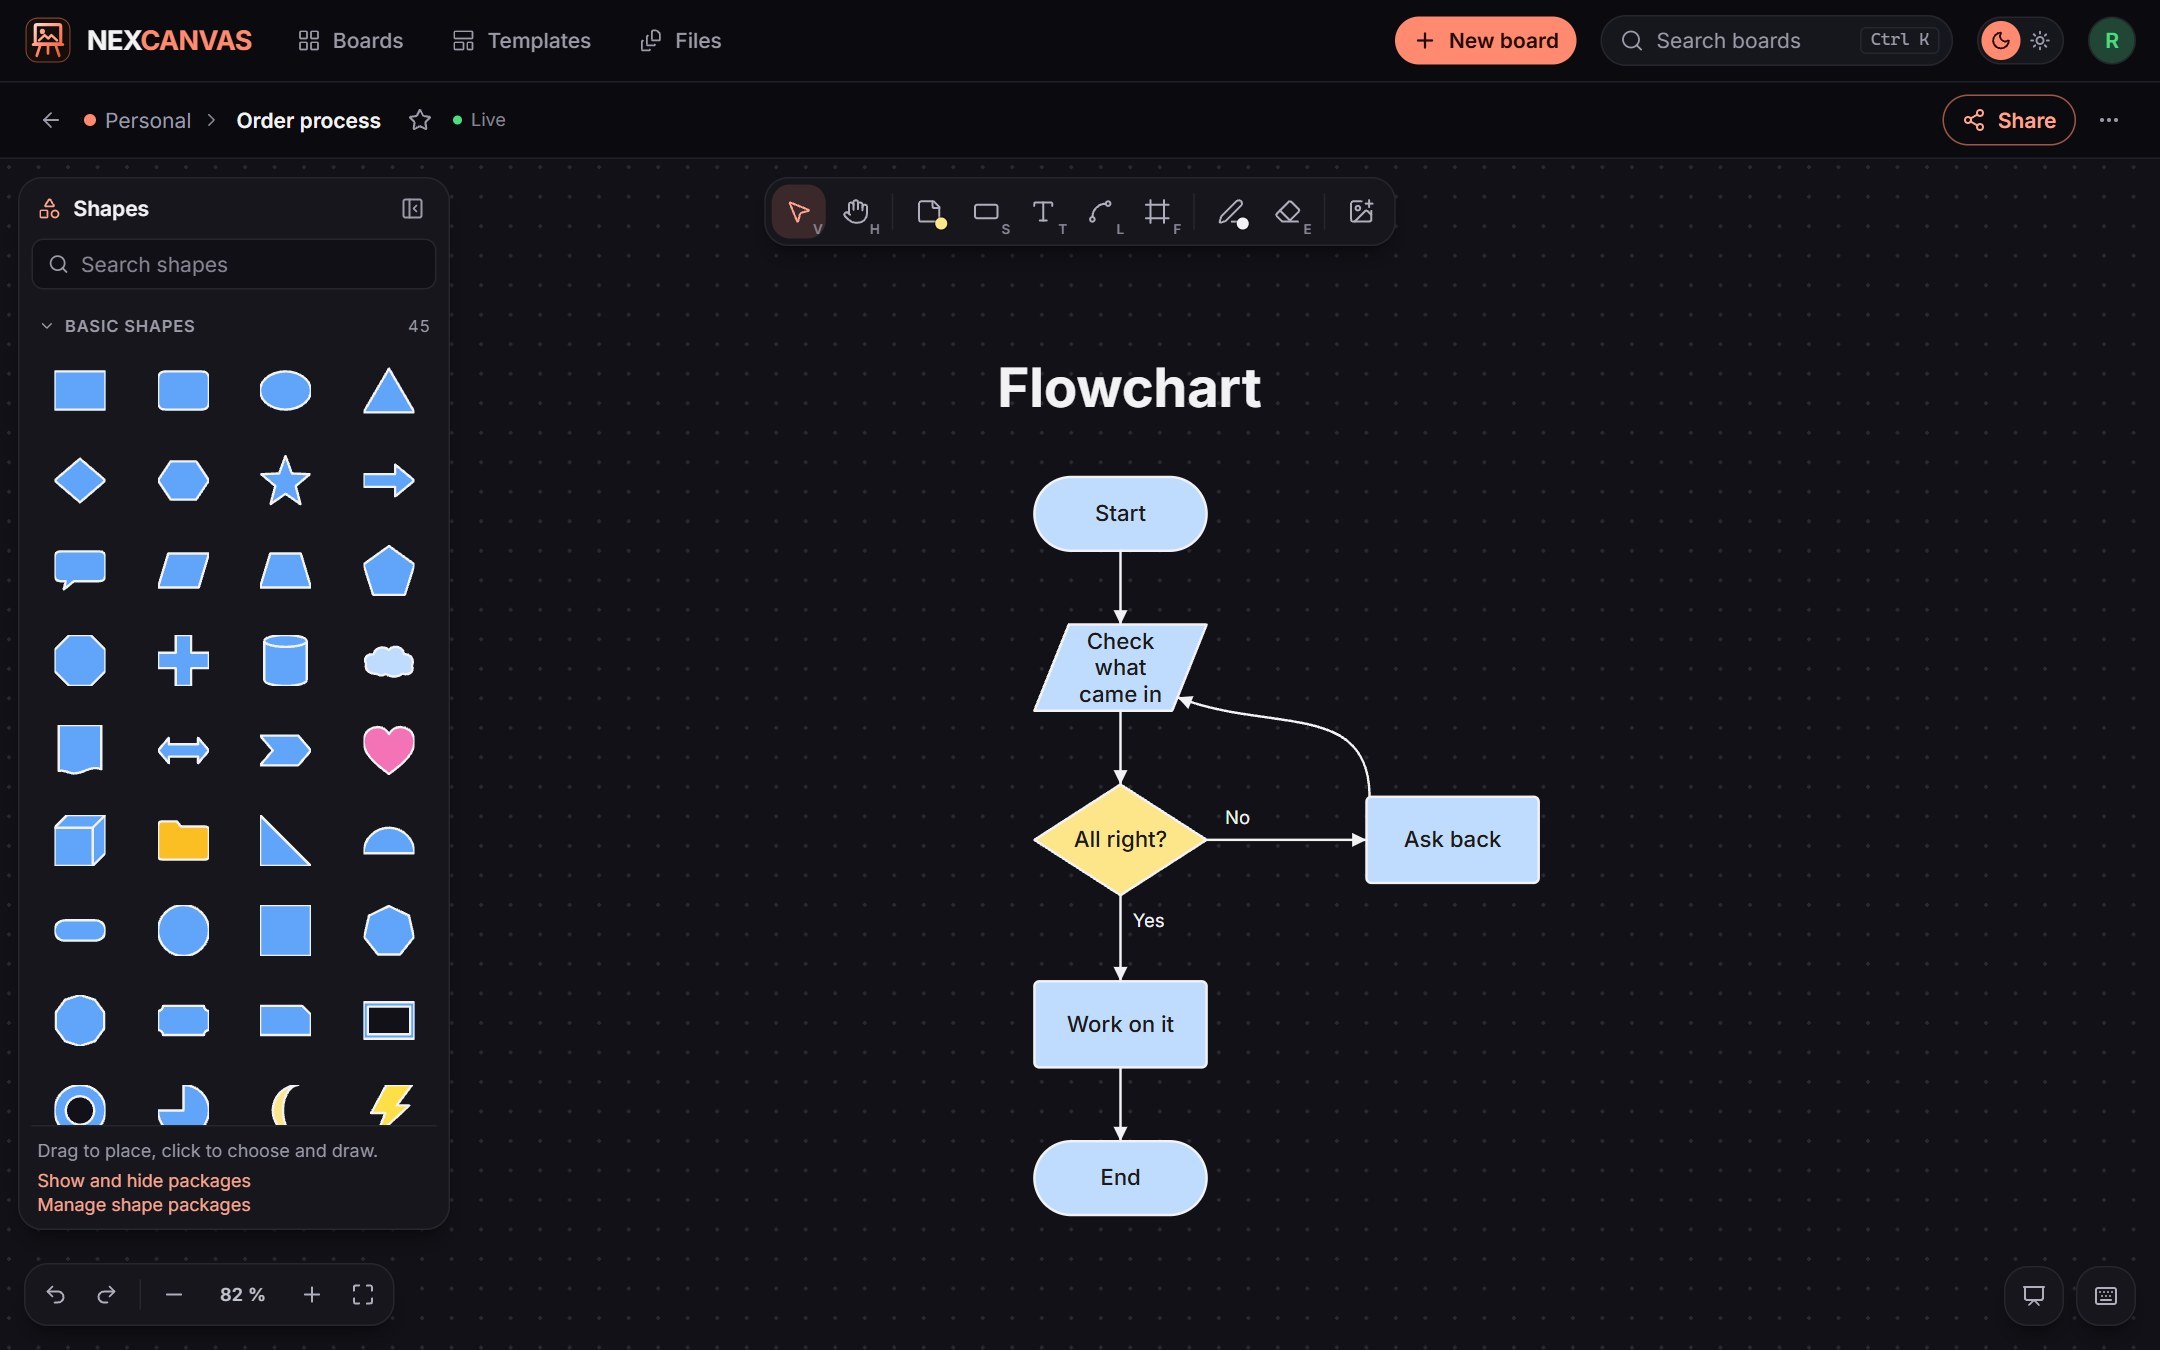 NEXCANVAS
Boards
Templates
Files
New board
Search boards
Ctrl K
R
Personal
Order process
Live
Share
Shapes
Search shapes
BASIC SHAPES
45
V
H
S
T
L
F
E
Flowchart
Start
Check
what
came in
All right?
No
Ask back
Yes
Work on it
End
Drag to place, click to choose and draw.
Show and hide packages
Manage shape packages
82 %